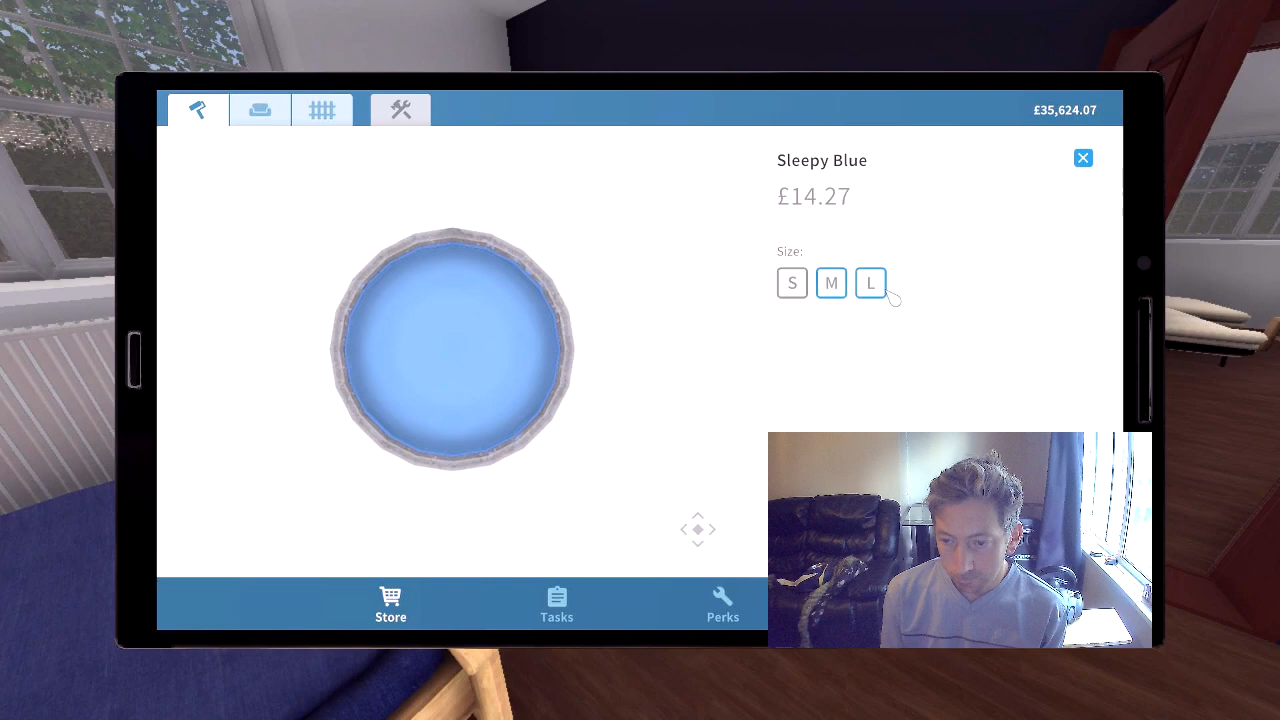 £35,624.07
Sleepy Blue
£14.27
Size:
S M L
Store Tasks Perks